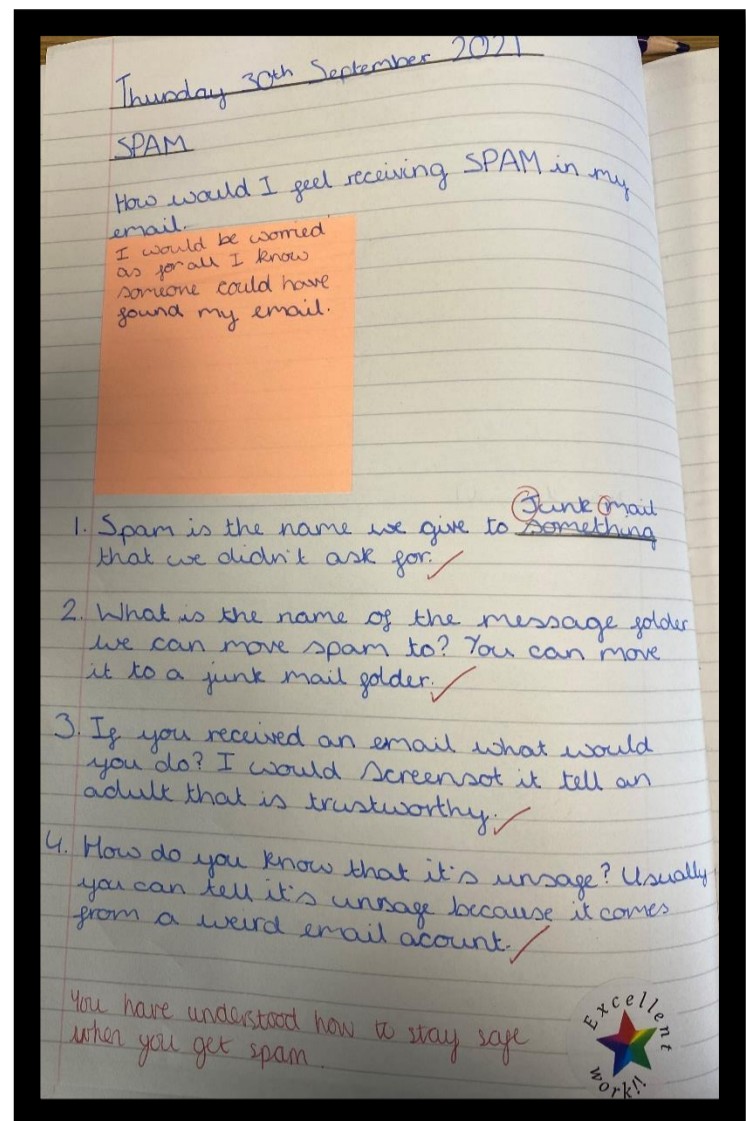 Thursday 30th September 2021
SPAM
How would I feel receiving SPAM in my
email.
I would be worried
as for all I know
someone could have
found my email.
Junk mail
1. Spam is the name we give to something
that we didn't ask for.
2. What is the name of the message folder
we can move spam to? You can move
it to a junk mail folder.
3. If you received an email what would
you do? I would screensot it tell an
adult that is trustworthy.
4. How do you know that it's unsafe? Usually
you can tell it's unsafe because it comes
from a weird email acount.
You have understood how to stay safe
when you get spam.
Excellent
work!!